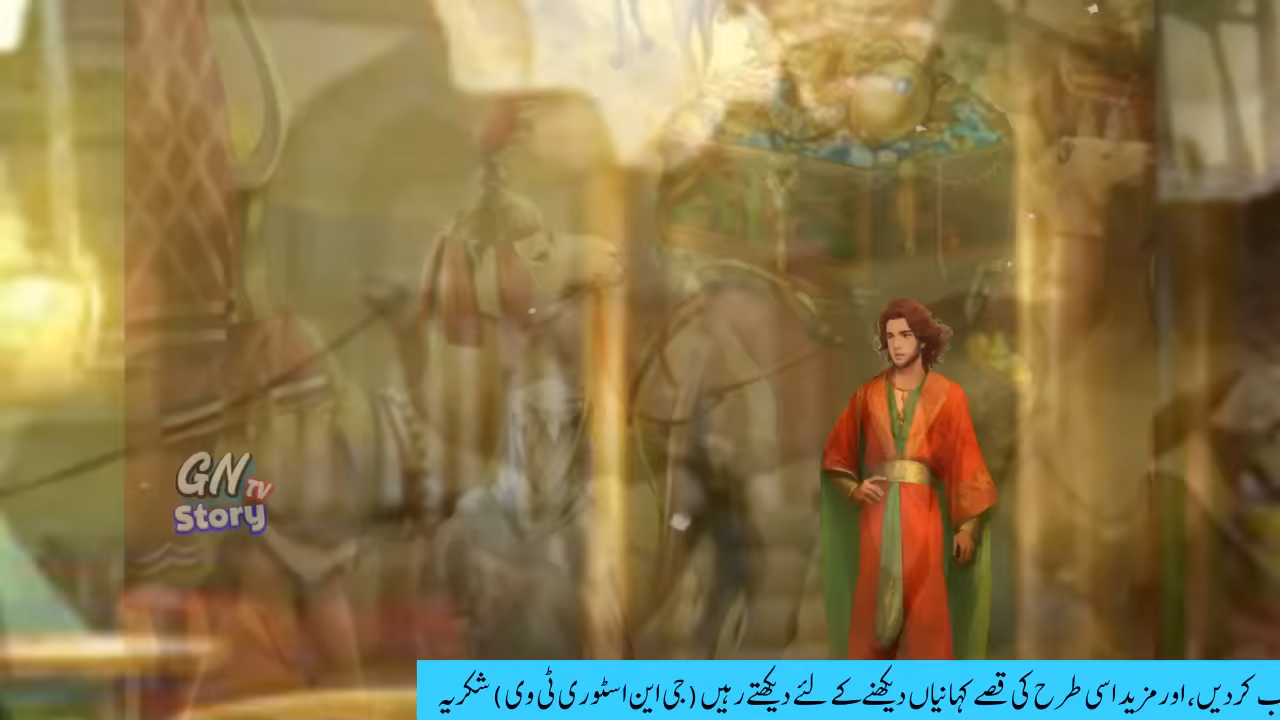 GN TV
Story
کردیں، اور مزید اسی طرح کی قصے کہانیاں دیکھنے کے لئے دیکھتے رہیں (جی این اسٹوری ٹی وی) شکریہ